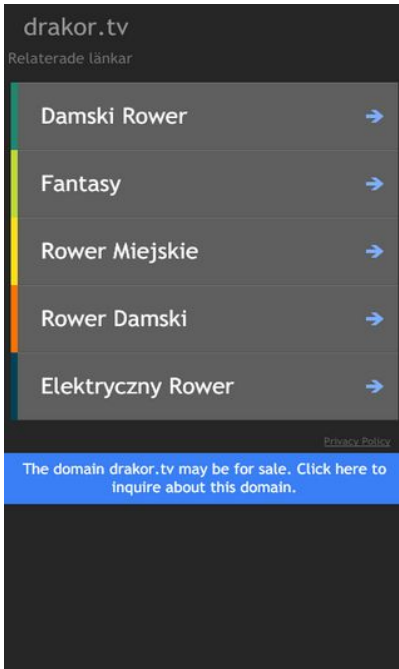 drakor.tv
Relaterade länkar
Damski Rower
Fantasy
Rower Miejskie
Rower Damski
Elektryczny Rower
Privacy Policy
The domain drakor.tv may be for sale. Click here to
inquire about this domain.